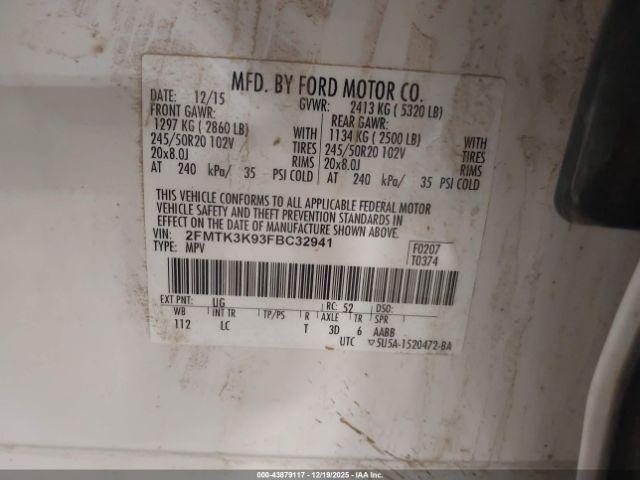 MFD. BY FORD MOTOR CO.
DATE: 12/15 GVWR: 2413 KG ( 5320 LB)
FRONT GAWR: REAR GAWR:
1297 KG ( 2860 LB) WITH 1134 KG ( 2500 LB) WITH
245/50R20 102V TIRES 245/50R20 102V TIRES
20x8.0J RIMS 20x8.0J RIMS
AT 240 kPa/ 35 PSI COLD AT 240 kPa/ 35 PSI COLD
THIS VEHICLE CONFORMS TO ALL APPLICABLE FEDERAL MOTOR
VEHICLE SAFETY AND THEFT PREVENTION STANDARDS IN
EFFECT ON THE DATE OF MANUFACTURE SHOWN ABOVE.
VIN: 2FMTK3K93FBC32941 F0207
TYPE: MPV T0374
EXT PNT: UG RC: 52 DSO:
WB INT TR TP/PS R AXLE TR SPR
112 LC T 3D 6 AABB
UTC ▽5U5A-1520472-BA
000-43879117 - 12/19/2025 - IAAI.COM